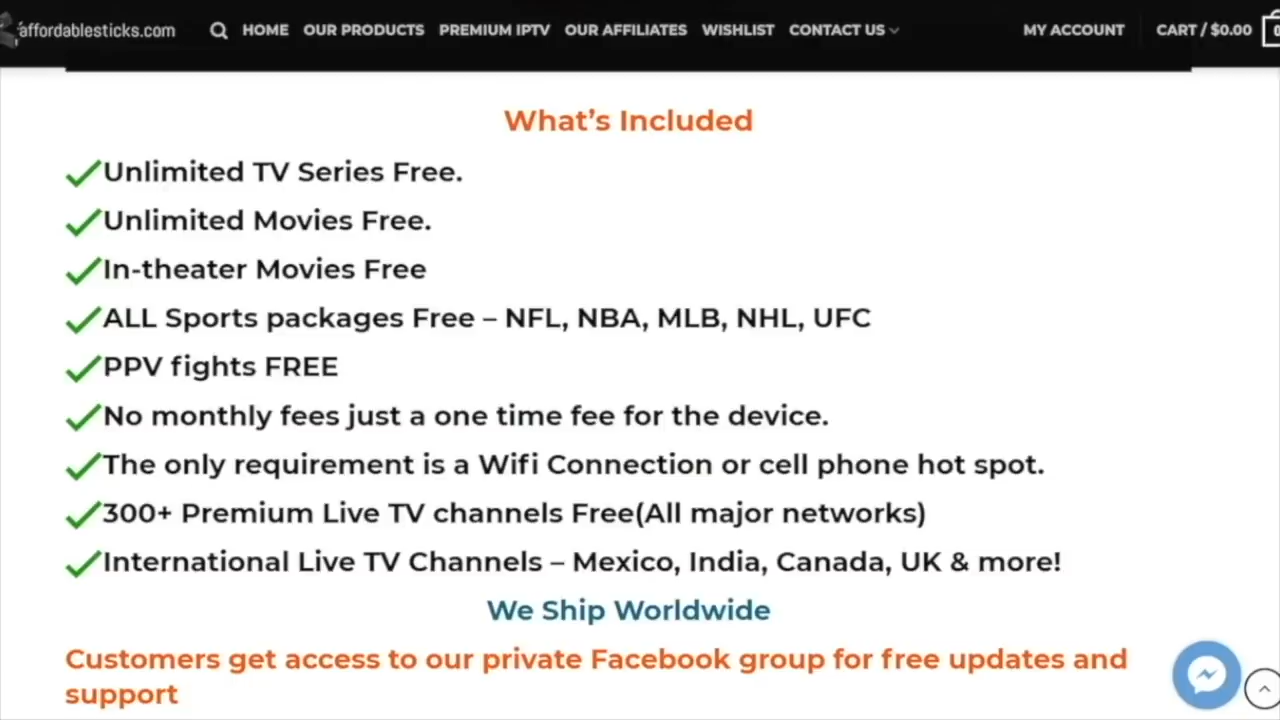 affordablesticks.com HOME OUR PRODUCTS PREMIUM IPTV OUR AFFILIATES WISHLIST CONTACT US MY ACCOUNT CART / $0.00 0
What's Included
Unlimited TV Series Free.
Unlimited Movies Free.
In-theater Movies Free
ALL Sports packages Free – NFL, NBA, MLB, NHL, UFC
PPV fights FREE
No monthly fees just a one time fee for the device.
The only requirement is a Wifi Connection or cell phone hot spot.
300+ Premium Live TV channels Free(All major networks)
International Live TV Channels – Mexico, India, Canada, UK & more!
We Ship Worldwide
Customers get access to our private Facebook group for free updates and
support